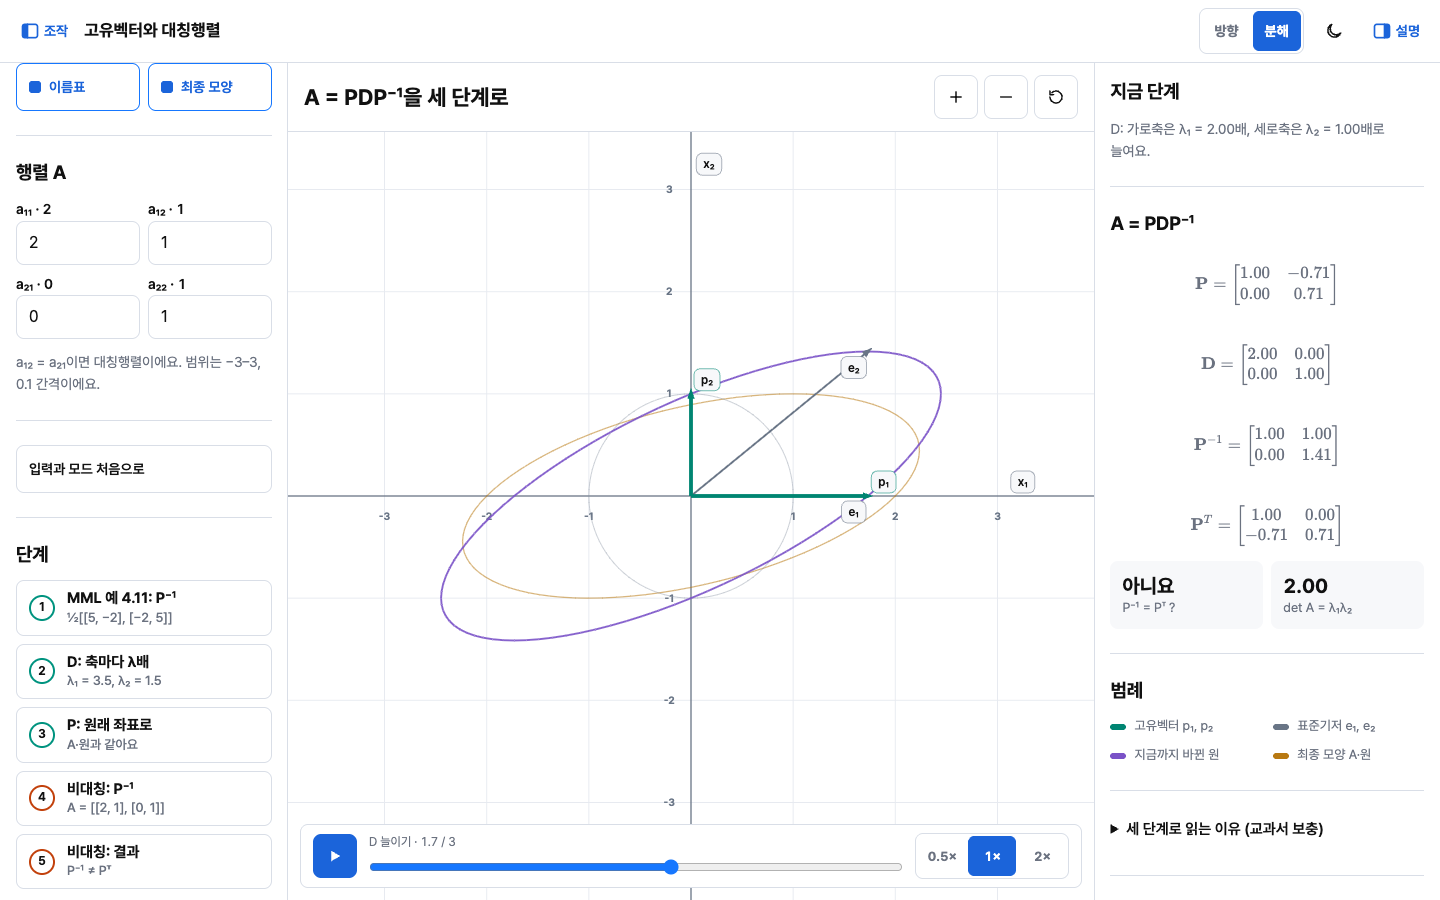 조작
고유벡터와 대칭행렬
방향
분해
설명
이름표
최종 모양
행렬 A
a₁₁ · 2
a₁₂ · 1
2
1
a₂₁ · 0
a₂₂ · 1
0
1
a₁₂ = a₂₁이면 대칭행렬이에요. 범위는 −3–3,
0.1 간격이에요.
입력과 모드 처음으로
단계
1
MML 예 4.11: P⁻¹
½[[5, −2], [−2, 5]]
2
D: 축마다 λ배
λ₁ = 3.5, λ₂ = 1.5
3
P: 원래 좌표로
A·원과 같아요
4
비대칭: P⁻¹
A = [[2, 1], [0, 1]]
5
비대칭: 결과
P⁻¹ ≠ Pᵀ
A = PDP⁻¹을 세 단계로
+
−
x₂
3
2
1
e₂
p₂
p₁
x₁
e₁
-3
-2
-1
1
2
3
-1
-2
-3
D 늘이기 · 1.7 / 3
0.5×
1×
2×
지금 단계
D: 가로축은 λ₁ = 2.00배, 세로축은 λ₂ = 1.00배로
늘여요.
A = PDP⁻¹
P = [1.00 −0.71
0.00 0.71]
D = [2.00 0.00
0.00 1.00]
P⁻¹ = [1.00 1.00
0.00 1.41]
Pᵀ = [1.00 0.00
−0.71 0.71]
아니요
P⁻¹ = Pᵀ ?
2.00
det A = λ₁λ₂
범례
고유벡터 p₁, p₂
표준기저 e₁, e₂
지금까지 바뀐 원
최종 모양 A·원
세 단계로 읽는 이유 (교과서 보충)